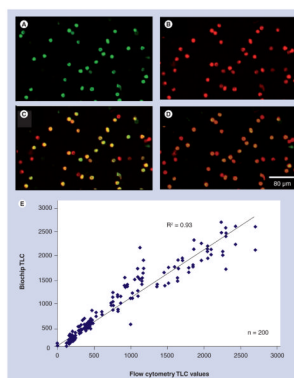 A
B
C
D
80 µm
E
3000
2500
2000
1500
1000
500
0
R² = 0.93
n = 200
Biochip TLC
0
500
1000
1500
2000
2500
3000
Flow cytometry TLC values